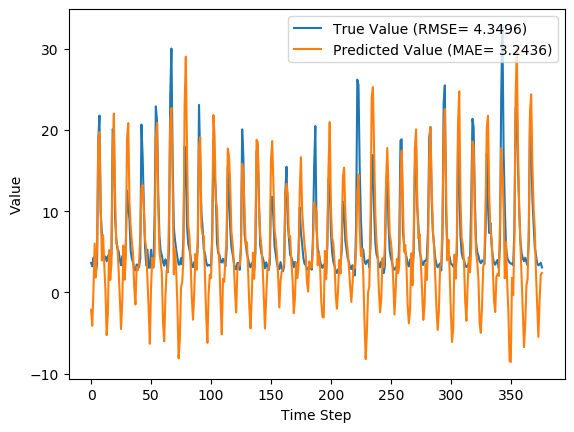 True Value (RMSE= 4.3496)
Predicted Value (MAE= 3.2436)
30
20
10
0
−10
Value
0 50 100 150 200 250 300 350
Time Step